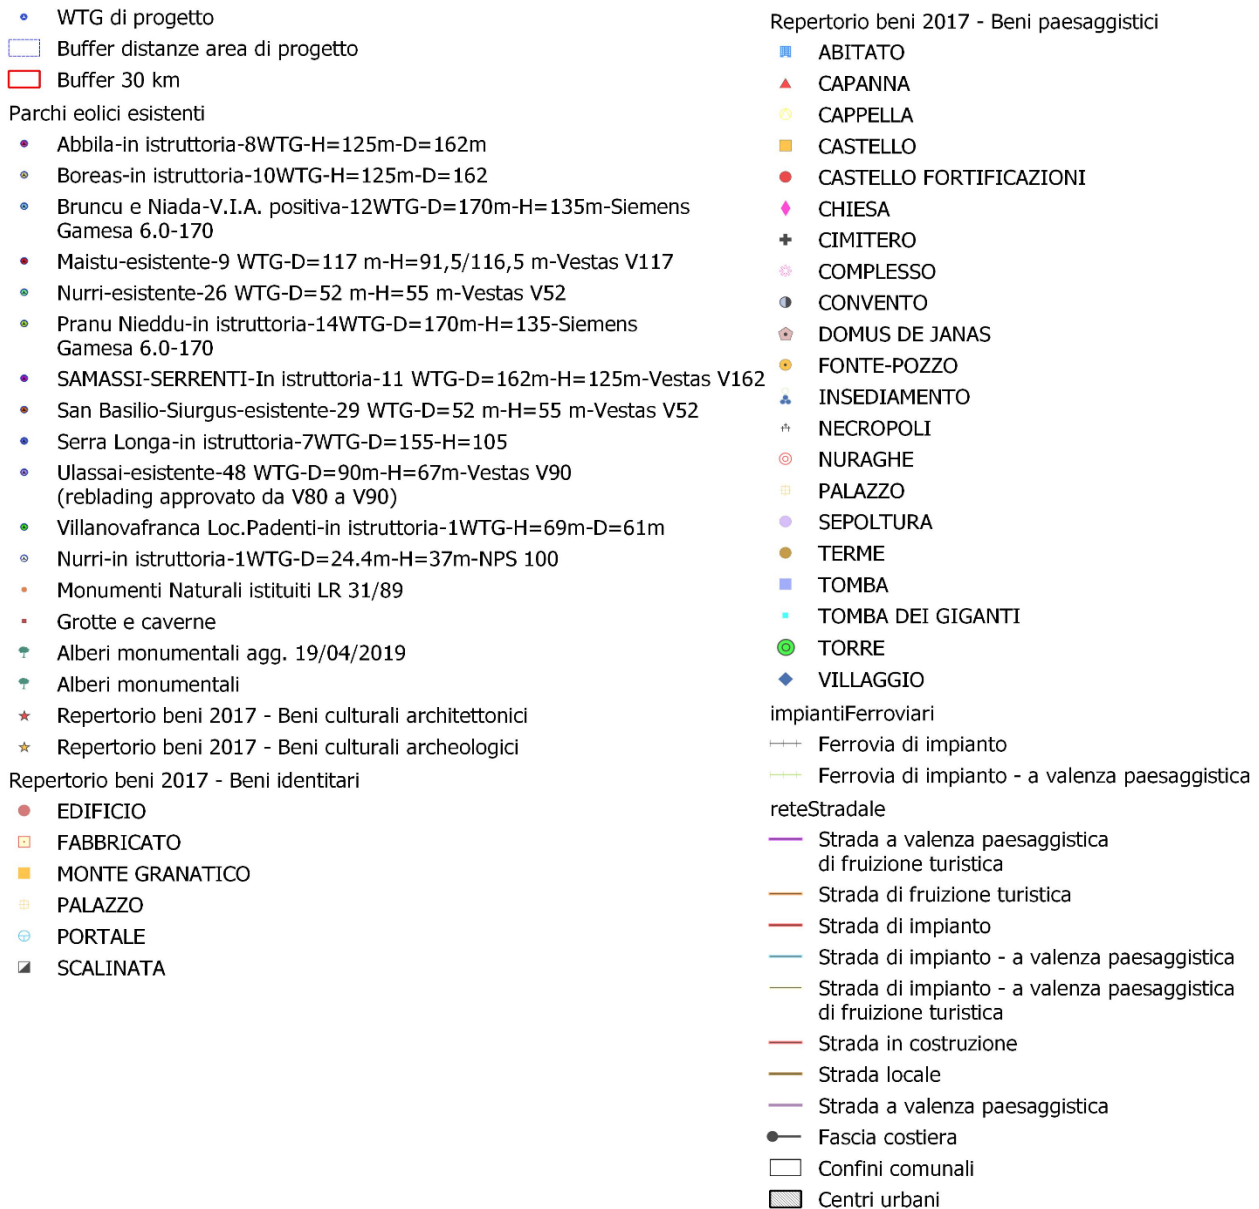 WTG di progetto
Buffer distanze area di progetto
Buffer 30 km
Parchi eolici esistenti
Abbila-in istruttoria-8WTG-H=125m-D=162m
Boreas-in istruttoria-10WTG-H=125m-D=162
Bruncu e Niada-V.I.A. positiva-12WTG-D=170m-H=135m-Siemens
Gamesa 6.0-170
Maistu-esistente-9 WTG-D=117 m-H=91,5/116,5 m-Vestas V117
Nurri-esistente-26 WTG-D=52 m-H=55 m-Vestas V52
Pranu Nieddu-in istruttoria-14WTG-D=170m-H=135-Siemens
Gamesa 6.0-170
SAMASSI-SERRENTI-In istruttoria-11 WTG-D=162m-H=125m-Vestas V162
San Basilio-Siurgus-esistente-29 WTG-D=52 m-H=55 m-Vestas V52
Serra Longa-in istruttoria-7WTG-D=155-H=105
Ulassai-esistente-48 WTG-D=90m-H=67m-Vestas V90
(reblading approvato da V80 a V90)
Villanovafranca Loc.Padenti-in istruttoria-1WTG-H=69m-D=61m
Nurri-in istruttoria-1WTG-D=24.4m-H=37m-NPS 100
Monumenti Naturali istituiti LR 31/89
Grotte e caverne
Alberi monumentali agg. 19/04/2019
Alberi monumentali
Repertorio beni 2017 - Beni culturali architettonici
Repertorio beni 2017 - Beni culturali archeologici
Repertorio beni 2017 - Beni identitari
EDIFICIO
FABBRICATO
MONTE GRANATICO
PALAZZO
PORTALE
SCALINATA
Repertorio beni 2017 - Beni paesaggistici
ABITATO
CAPANNA
CAPPELLA
CASTELLO
CASTELLO FORTIFICAZIONI
CHIESA
CIMITERO
COMPLESSO
CONVENTO
DOMUS DE JANAS
FONTE-POZZO
INSEDIAMENTO
NECROPOLI
NURAGHE
PALAZZO
SEPOLTURA
TERME
TOMBA
TOMBA DEI GIGANTI
TORRE
VILLAGGIO
impiantiFerroviari
Ferrovia di impianto
Ferrovia di impianto - a valenza paesaggistica
reteStradale
Strada a valenza paesaggistica
di fruizione turistica
Strada di fruizione turistica
Strada di impianto
Strada di impianto - a valenza paesaggistica
Strada di impianto - a valenza paesaggistica
di fruizione turistica
Strada in costruzione
Strada locale
Strada a valenza paesaggistica
Fascia costiera
Confini comunali
Centri urbani